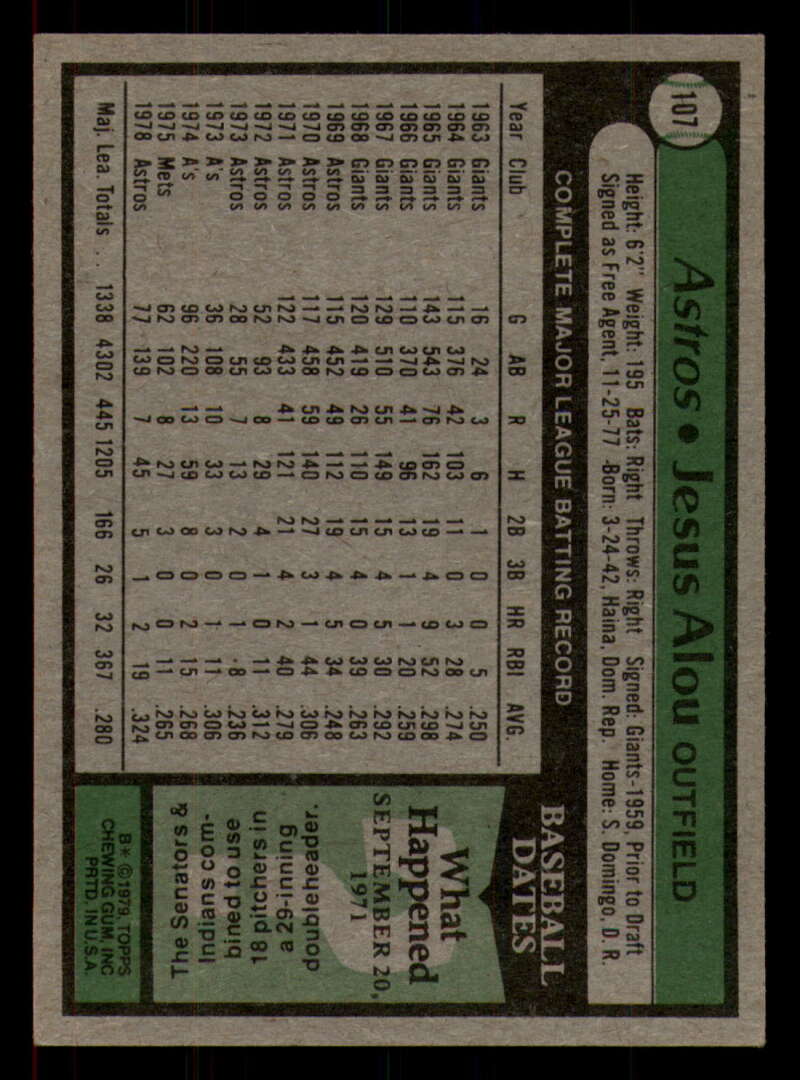 107
Astros • Jesus Alou OUTFIELD
Height: 6'2" Weight: 195 Bats: Right Throws: Right Signed: Giants-1959, Prior to Draft
Signed as Free Agent, 11-25-77 Born: 3-24-42, Haina, Dom. Rep. Home: S. Domingo, D. R.
COMPLETE MAJOR LEAGUE BATTING RECORD
Year Club G AB R H 2B 3B HR RBI AVG.
1963 Giants 16 24 3 6 1 0 0 5 .250
1964 Giants 115 376 42 103 11 0 3 28 .274
1965 Giants 143 543 76 162 19 4 9 52 .298
1966 Giants 110 370 41 96 13 1 1 20 .259
1967 Giants 129 510 55 149 15 4 5 30 .292
1968 Giants 120 419 26 110 15 4 0 39 .263
1969 Astros 115 452 49 112 19 4 5 34 .248
1970 Astros 117 458 59 140 27 3 1 44 .306
1971 Astros 122 433 41 121 21 4 2 40 .279
1972 Astros 52 93 8 29 4 1 0 11 .312
1973 Astros 28 55 7 13 2 0 1 8 .236
1973 A's 36 108 10 33 3 0 1 11 .306
1974 A's 96 220 13 59 8 0 2 15 .268
1975 Mets 62 102 8 27 3 0 0 11 .265
1978 Astros 77 139 7 45 5 1 2 19 .324
Maj. Lea. Totals . . 1338 4302 445 1205 166 26 32 367 .280
BASEBALL
DATES
What
Happened
SEPTEMBER 20,
1971
The Senators &
Indians com-
bined to use
18 pitchers in
a 29-inning
doubleheader.
B* ©1979, TOPPS
CHEWING GUM, INC
PRTD. IN U.S.A.